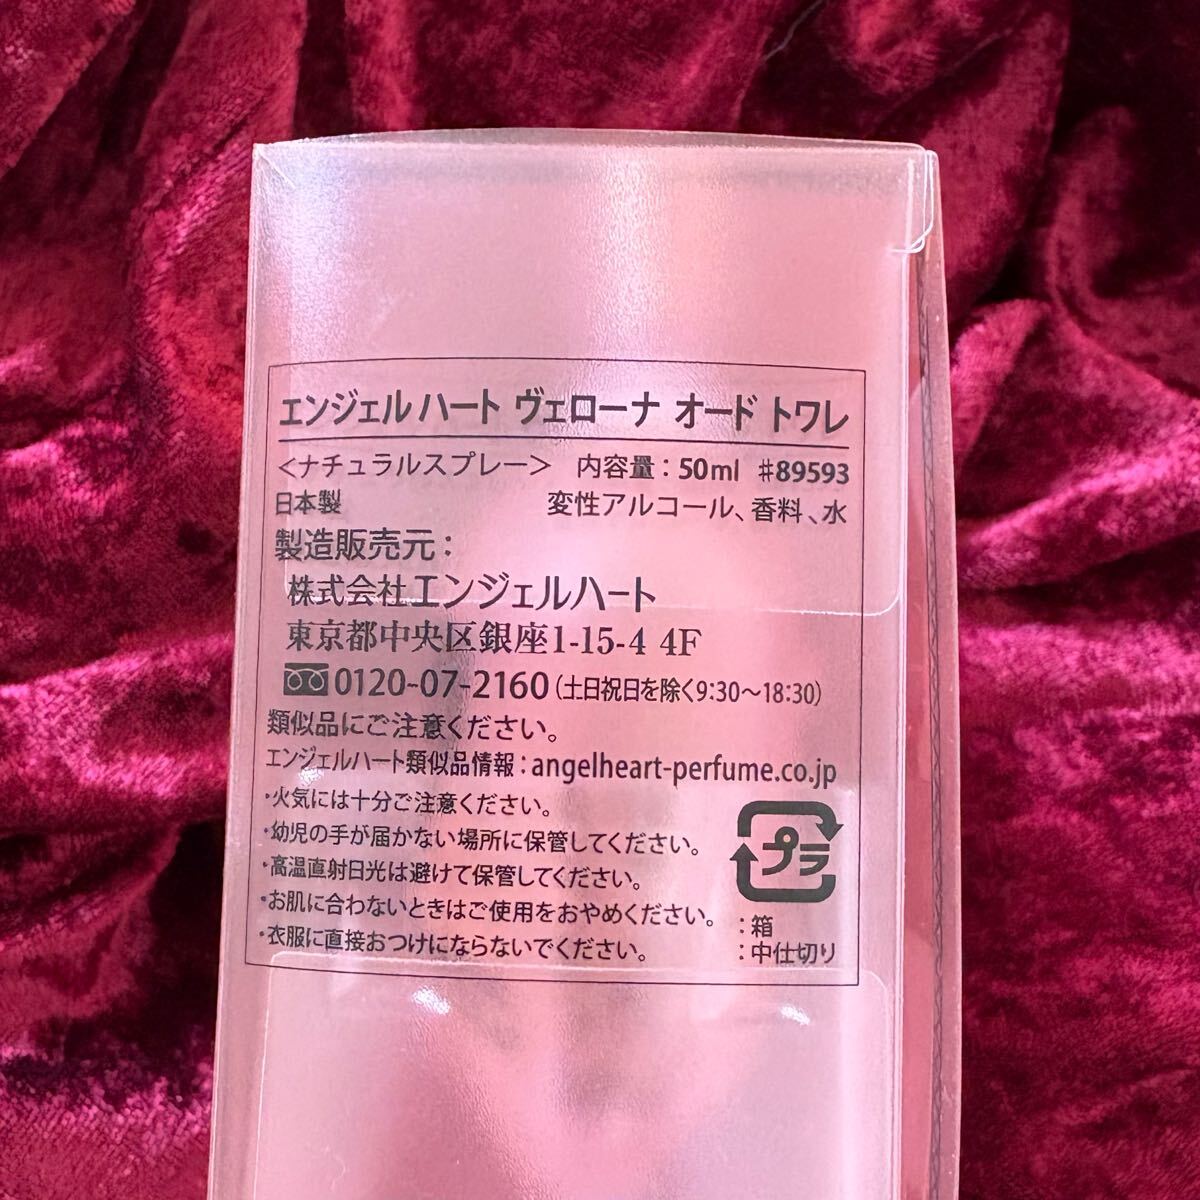 エンジェル ハート ヴェローナ オード トワレ
＜ナチュラルスプレー＞ 内容量：50ml ♯89593
日本製 変性アルコール、香料、水
製造販売元：
株式会社エンジェルハート
東京都中央区銀座1-15-4 4F
0120-07-2160(土日祝日を除く9:30〜18:30)
類似品にご注意ください。
エンジェルハート類似品情報：angelheart-perfume.co.jp
・火気には十分ご注意ください。
・幼児の手が届かない場所に保管してください。
・高温直射日光は避けて保管してください。
・お肌に合わないときはご使用をおやめください。
・衣服に直接おつけにならないでください。
プラ
：箱
：中仕切り